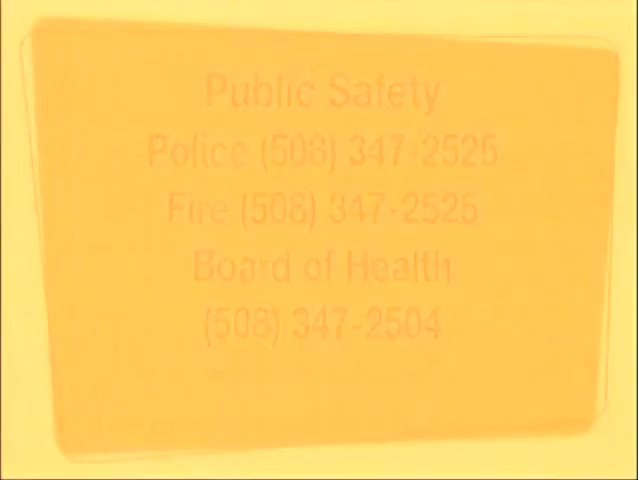 Public Safety
Police (508) 347-2525
Fire (508) 347-2525
Board of Health
(508) 347-2504